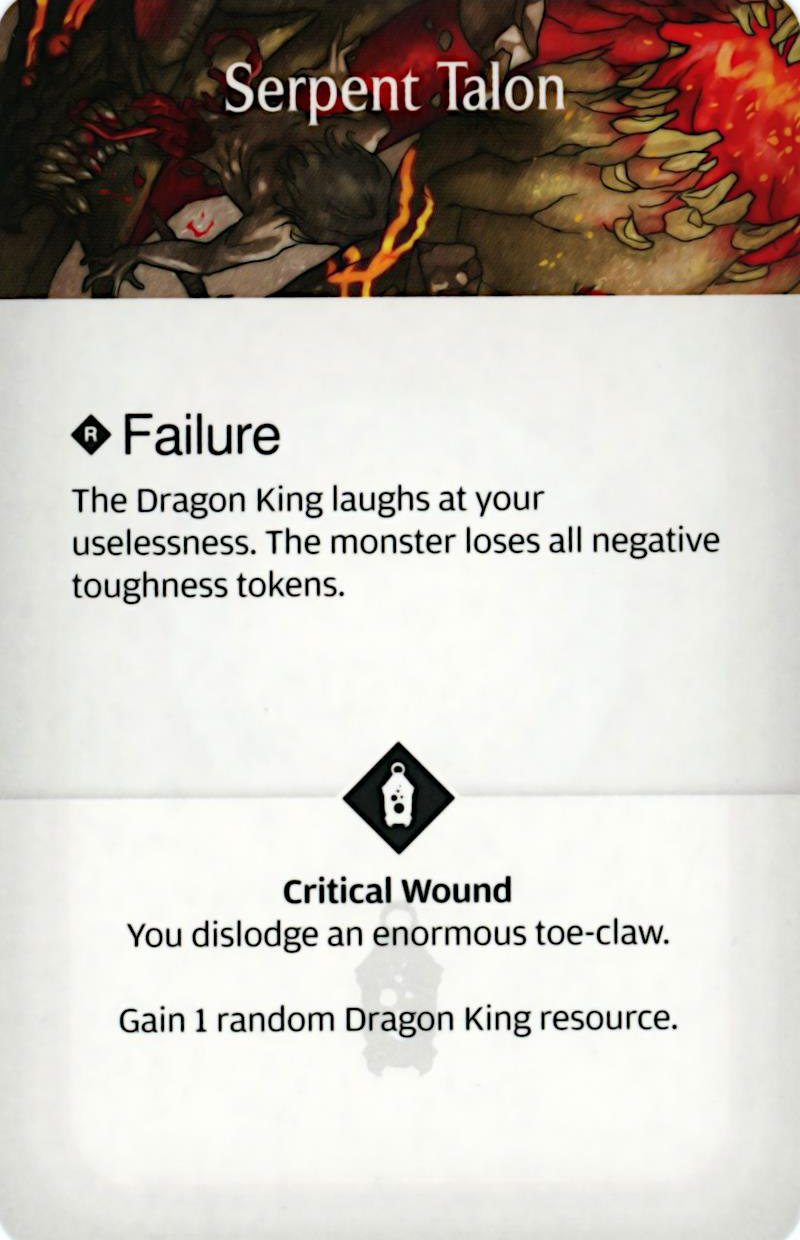 Serpent Talon
R Failure
The Dragon King laughs at your
uselessness. The monster loses all negative
toughness tokens.
Critical Wound
You dislodge an enormous toe-claw.
Gain 1 random Dragon King resource.